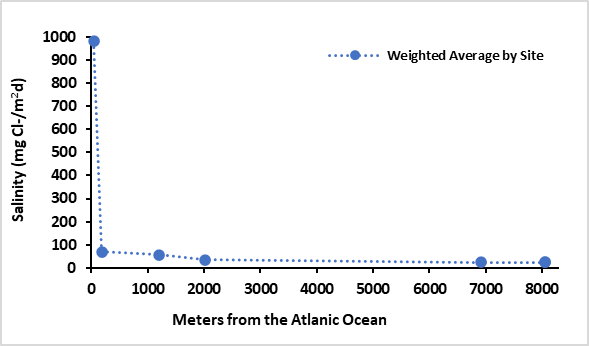 1000
900
800
700
600
500
400
300
200
100
0
Salinity (mg Cl-/m²d)
Weighted Average by Site
0 1000 2000 3000 4000 5000 6000 7000 8000
Meters from the Atlanic Ocean